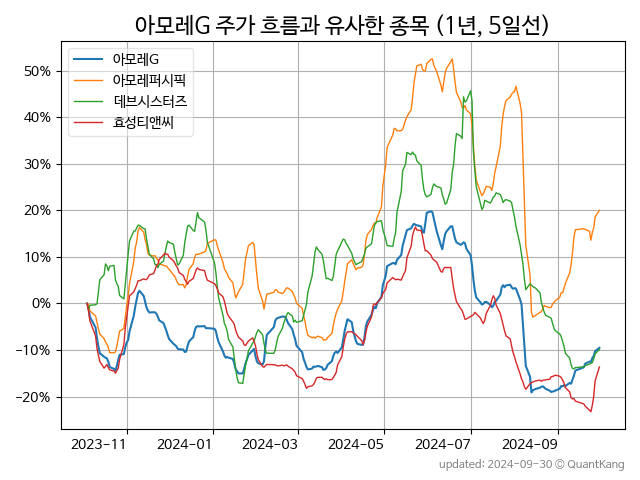 아모레G 주가 흐름과 유사한 종목 (1년, 5일선)
아모레G
아모레퍼시픽
데브시스터즈
효성티앤씨
50%
40%
30%
20%
10%
0%
−10%
−20%
2023-11
2024-01
2024-03
2024-05
2024-07
2024-09
updated: 2024-09-30 © QuantKang